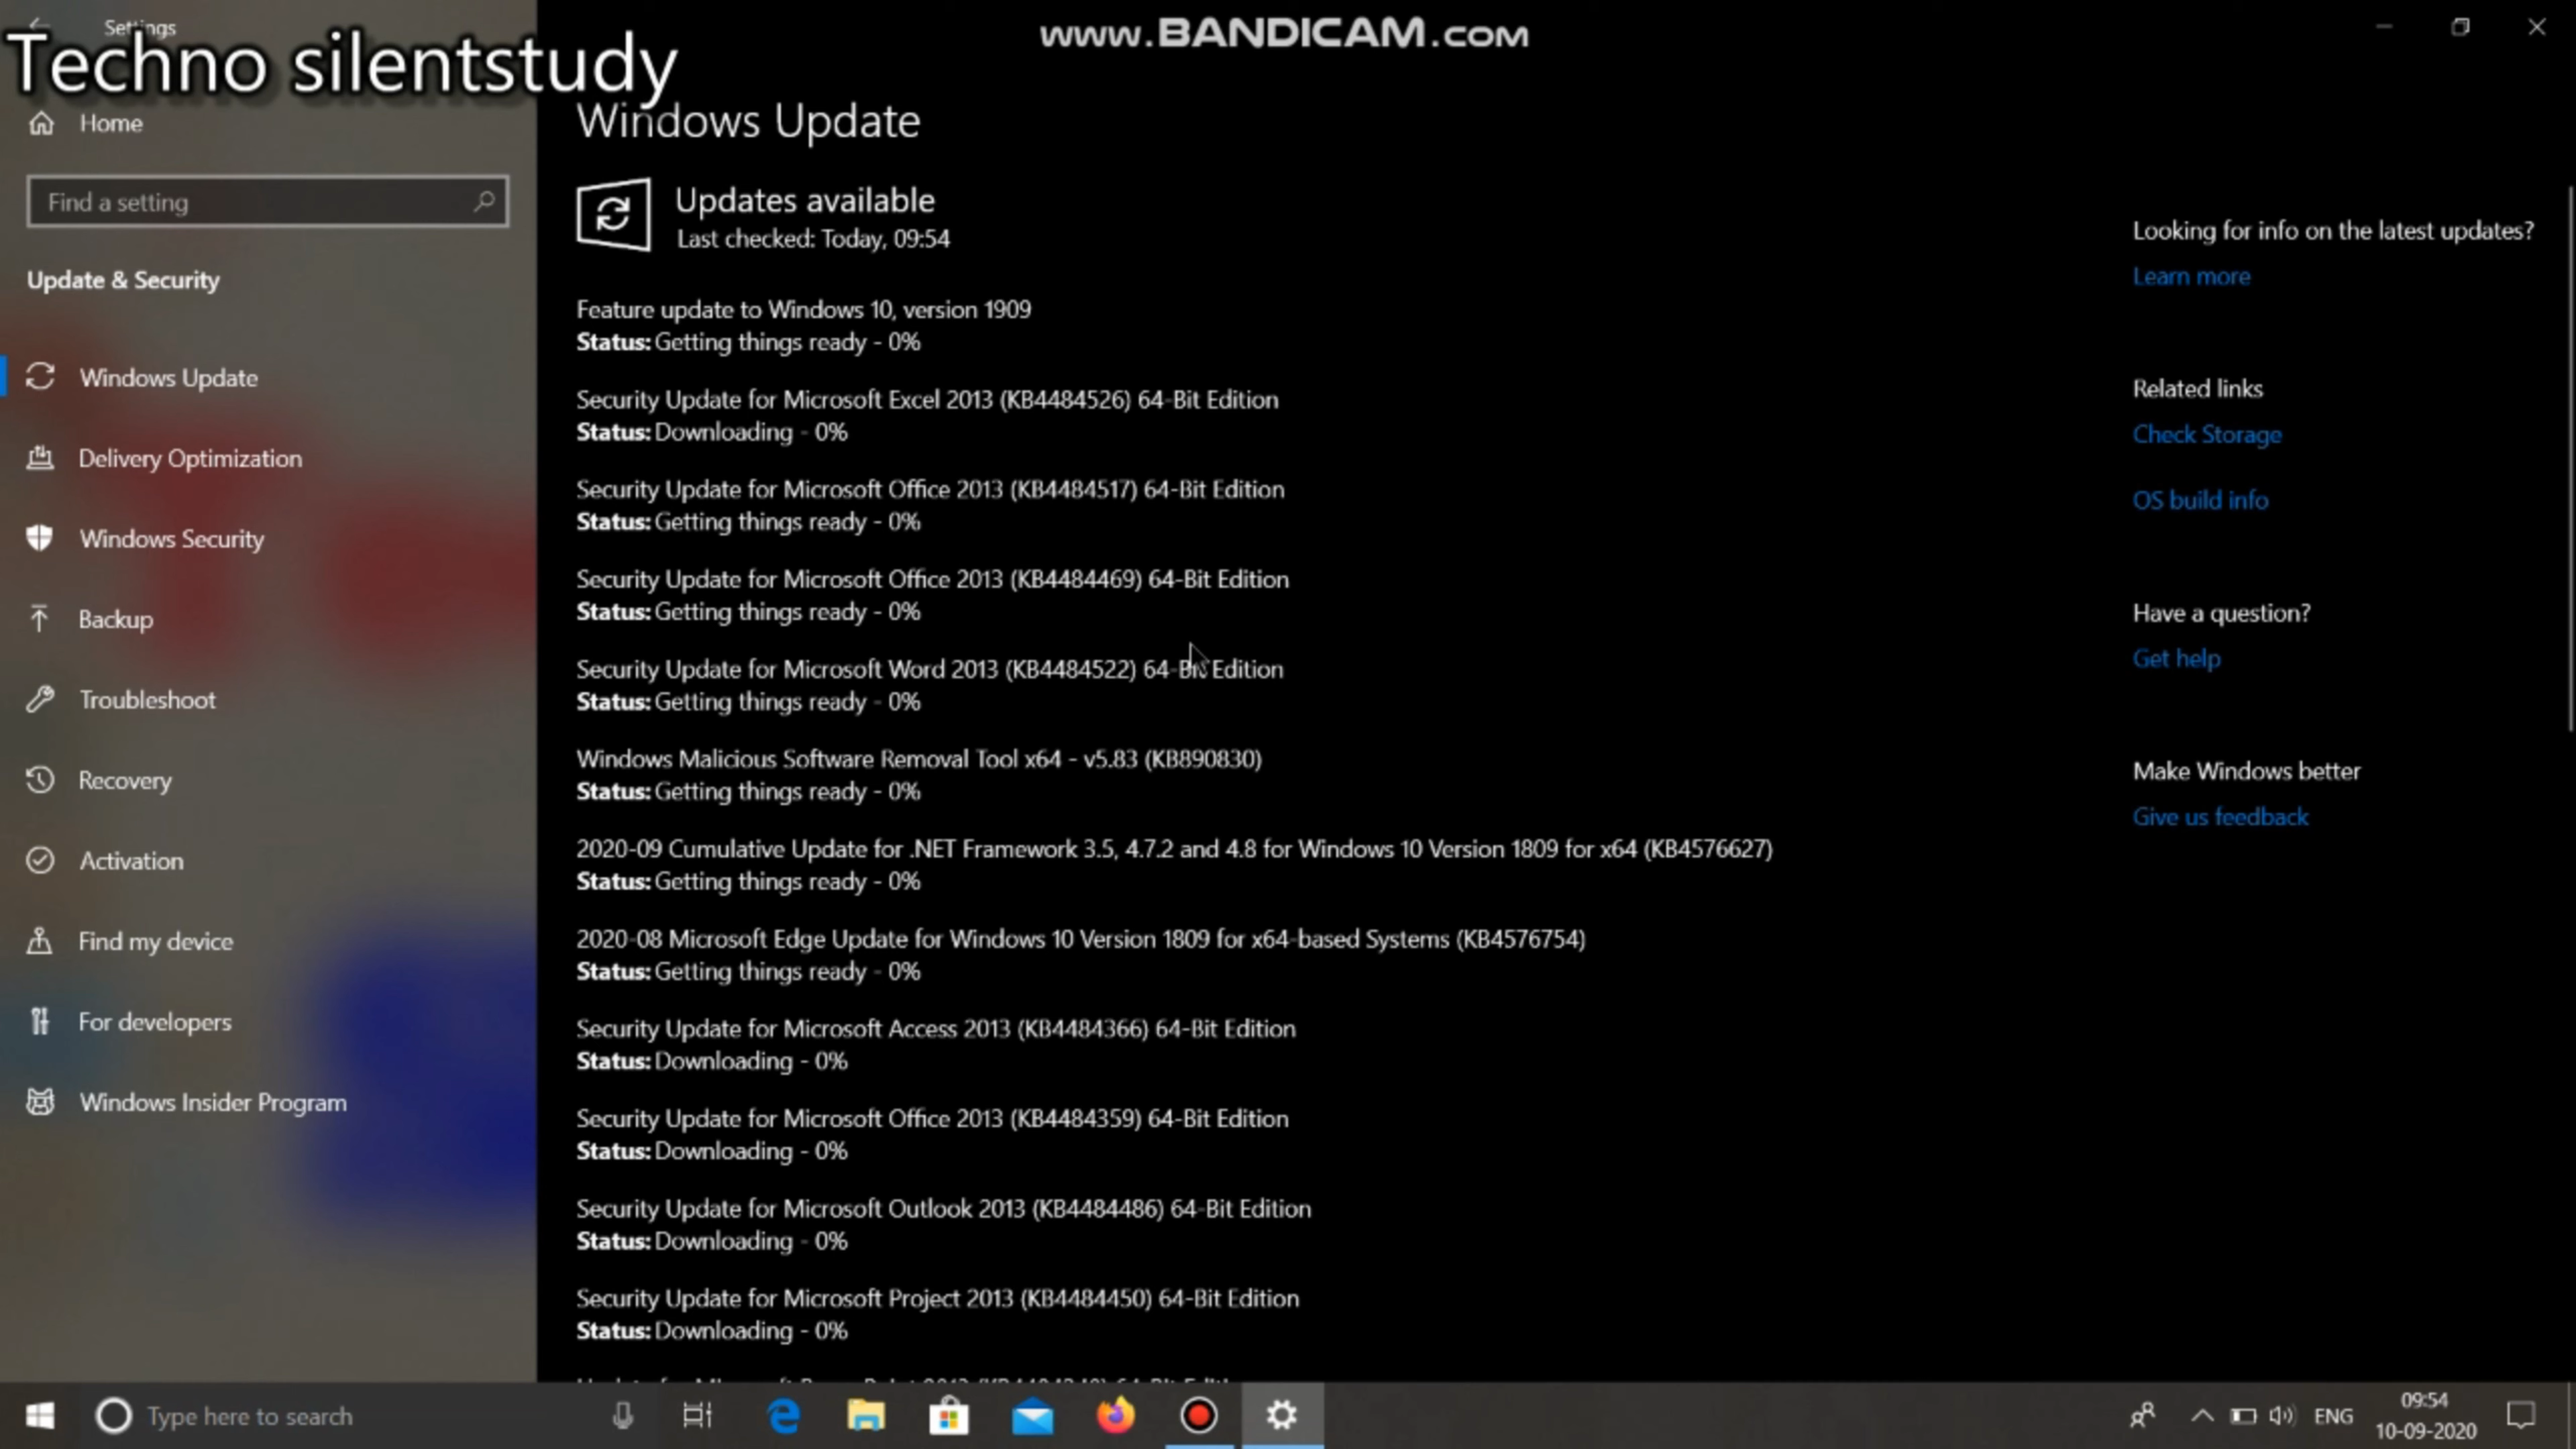 Settings
www.BANDICAM.com
Techno silentstudy
Home
Find a setting
Update & Security
Windows Update
Delivery Optimization
Windows Security
Backup
Troubleshoot
Recovery
Activation
Find my device
For developers
Windows Insider Program
Windows Update
Updates available
Last checked: Today, 09:54
Feature update to Windows 10, version 1909
Status: Getting things ready - 0%
Security Update for Microsoft Excel 2013 (KB4484526) 64-Bit Edition
Status: Downloading - 0%
Security Update for Microsoft Office 2013 (KB4484517) 64-Bit Edition
Status: Getting things ready - 0%
Security Update for Microsoft Office 2013 (KB4484469) 64-Bit Edition
Status: Getting things ready - 0%
Security Update for Microsoft Word 2013 (KB4484522) 64-Bit Edition
Status: Getting things ready - 0%
Windows Malicious Software Removal Tool x64 - v5.83 (KB890830)
Status: Getting things ready - 0%
2020-09 Cumulative Update for .NET Framework 3.5, 4.7.2 and 4.8 for Windows 10 Version 1809 for x64 (KB4576627)
Status: Getting things ready - 0%
2020-08 Microsoft Edge Update for Windows 10 Version 1809 for x64-based Systems (KB4576754)
Status: Getting things ready - 0%
Security Update for Microsoft Access 2013 (KB4484366) 64-Bit Edition
Status: Downloading - 0%
Security Update for Microsoft Office 2013 (KB4484359) 64-Bit Edition
Status: Downloading - 0%
Security Update for Microsoft Outlook 2013 (KB4484486) 64-Bit Edition
Status: Downloading - 0%
Security Update for Microsoft Project 2013 (KB4484450) 64-Bit Edition
Status: Downloading - 0%
Looking for info on the latest updates?
Learn more
Related links
Check Storage
OS build info
Have a question?
Get help
Make Windows better
Give us feedback
Type here to search
ENG
09:54
10-09-2020